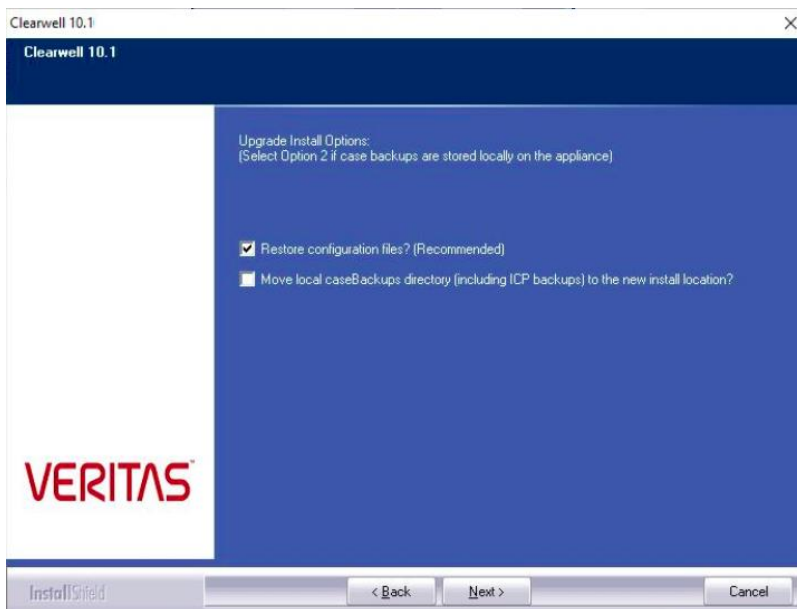 Clearwell 10.1
Clearwell 10.1
Upgrade Install Options:
(Select Option 2 if case backups are stored locally on the appliance)
Restore configuration files? (Recommended)
Move local caseBackups directory (including ICP backups) to the new install location?
VERITAS
InstallShield
< Back
Next >
Cancel